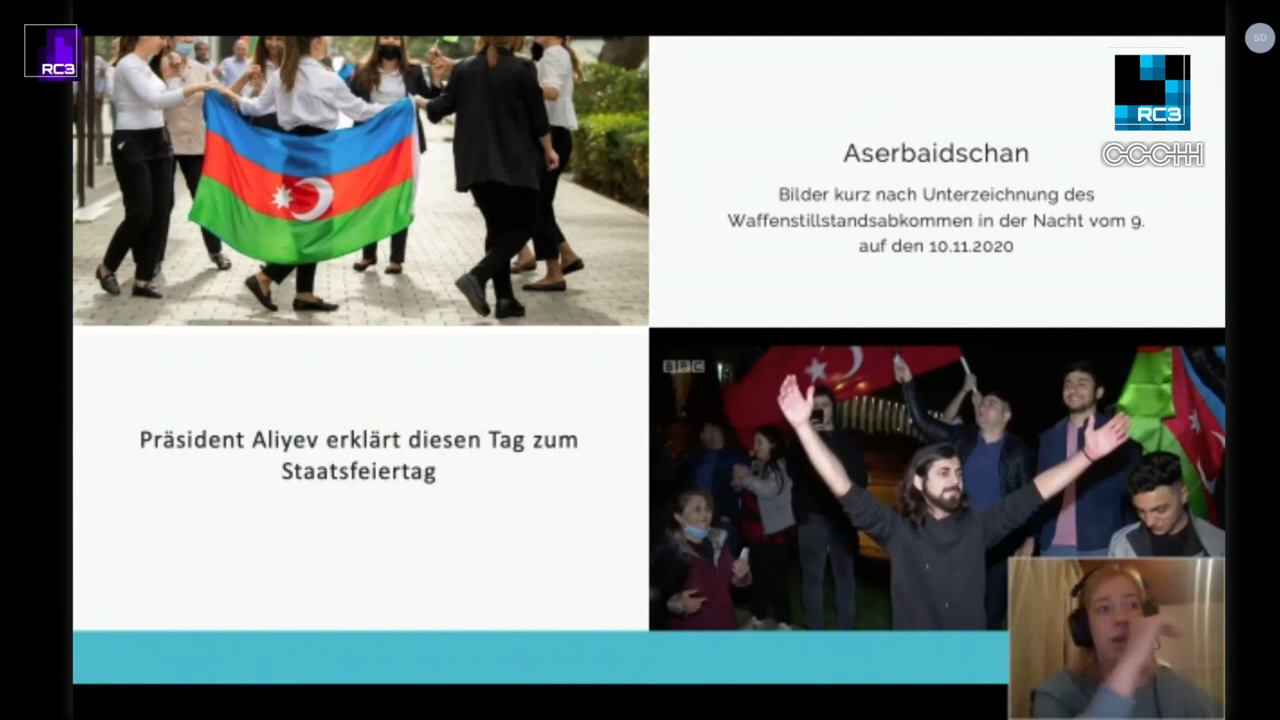 RC3
SD
RC3
CCCHH
Aserbaidschan
Bilder kurz nach Unterzeichnung des
Waffenstillstandsabkommen in der Nacht vom 9.
auf den 10.11.2020
Präsident Aliyev erklärt diesen Tag zum
Staatsfeiertag
BBC